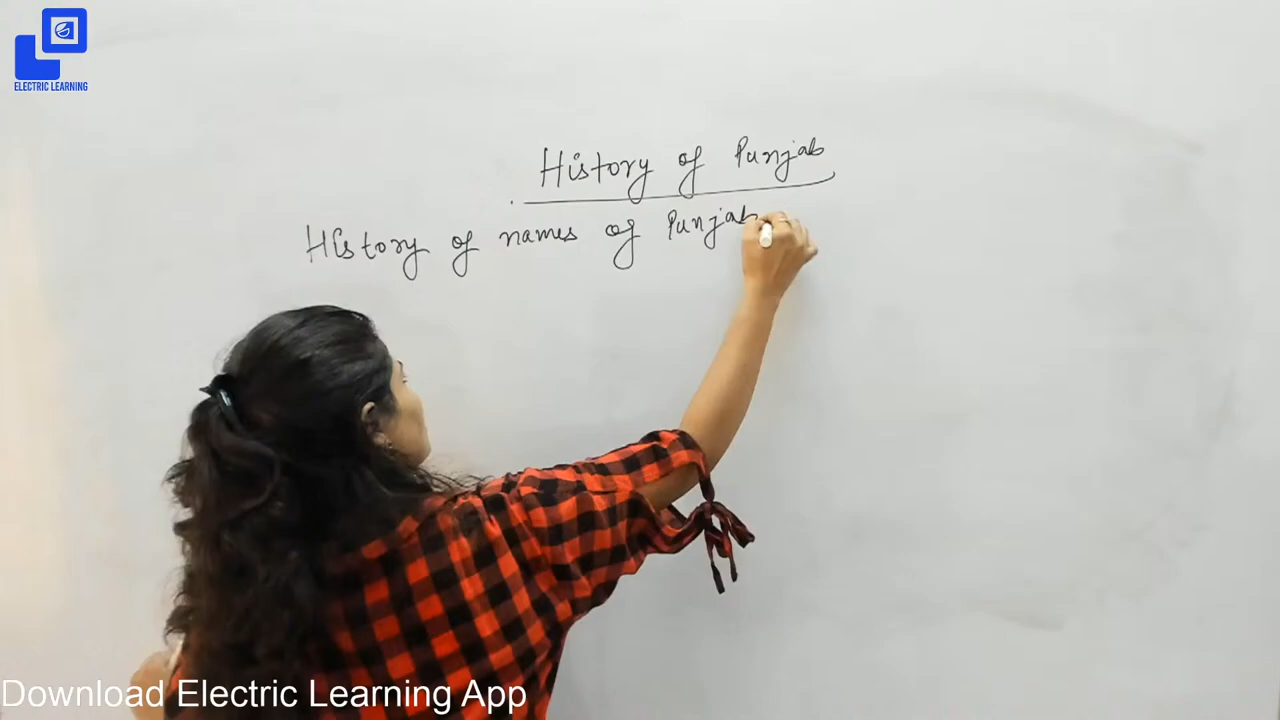 ELECTRIC LEARNING
History of Punjab
History of names of Punjab
Download Electric Learning App